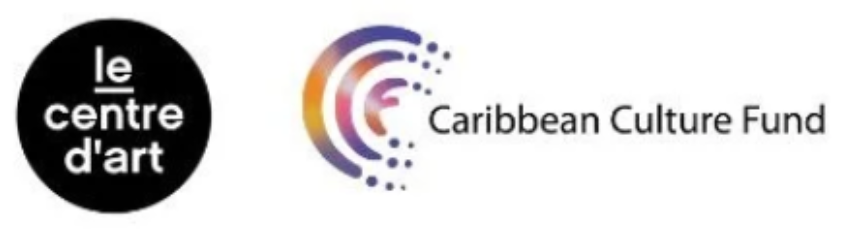 le
centre
d'art
Caribbean Culture Fund